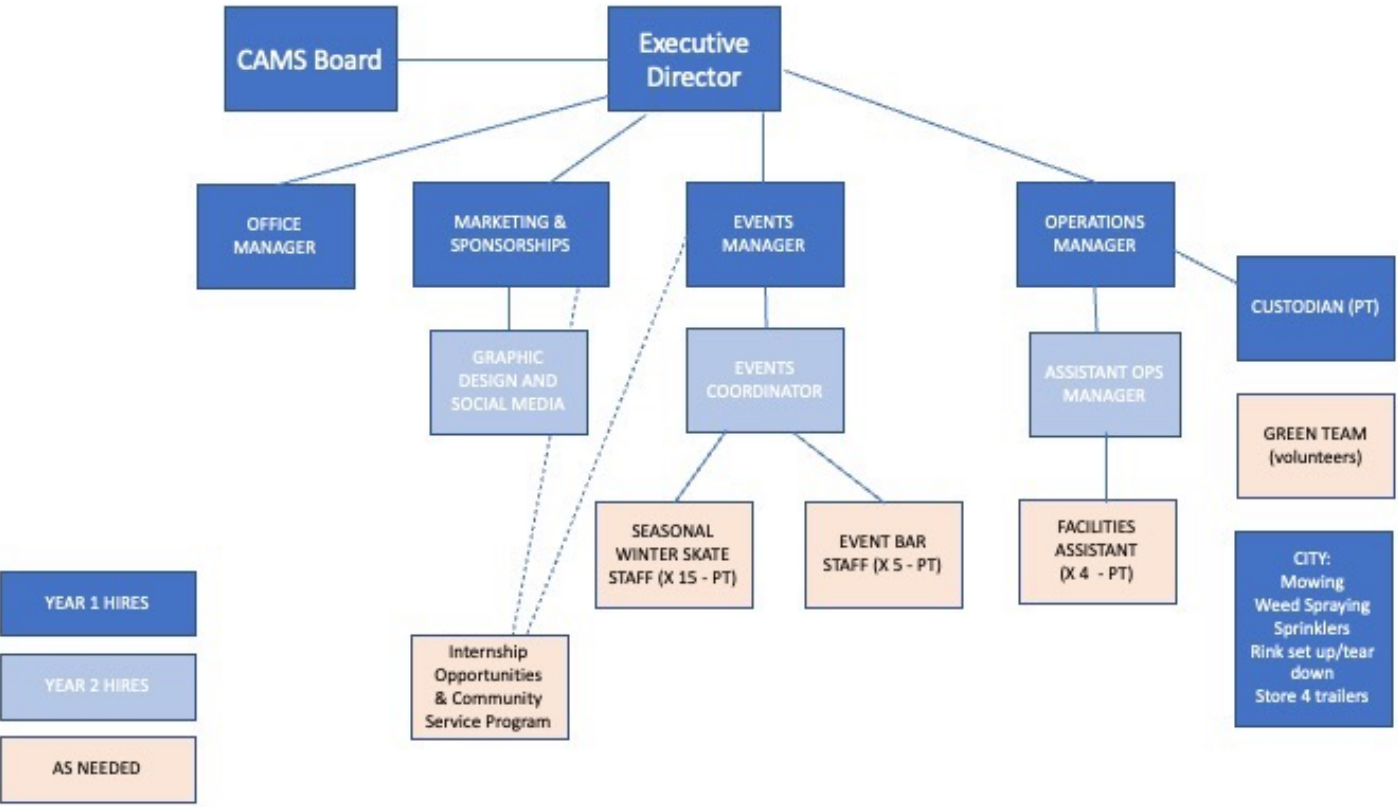 CAMS Board
Executive
Director
OFFICE
MANAGER
MARKETING &
SPONSORSHIPS
EVENTS
MANAGER
OPERATIONS
MANAGER
CUSTODIAN (PT)
GRAPHIC
DESIGN AND
SOCIAL MEDIA
EVENTS
COORDINATOR
ASSISTANT OPS
MANAGER
GREEN TEAM
(volunteers)
SEASONAL
WINTER SKATE
STAFF (X 15 - PT)
EVENT BAR
STAFF (X 5 - PT)
FACILITIES
ASSISTANT
(X 4 - PT)
CITY:
Mowing
Weed Spraying
Sprinklers
Rink set up/tear
down
Store 4 trailers
Internship
Opportunities
& Community
Service Program
YEAR 1 HIRES
YEAR 2 HIRES
AS NEEDED